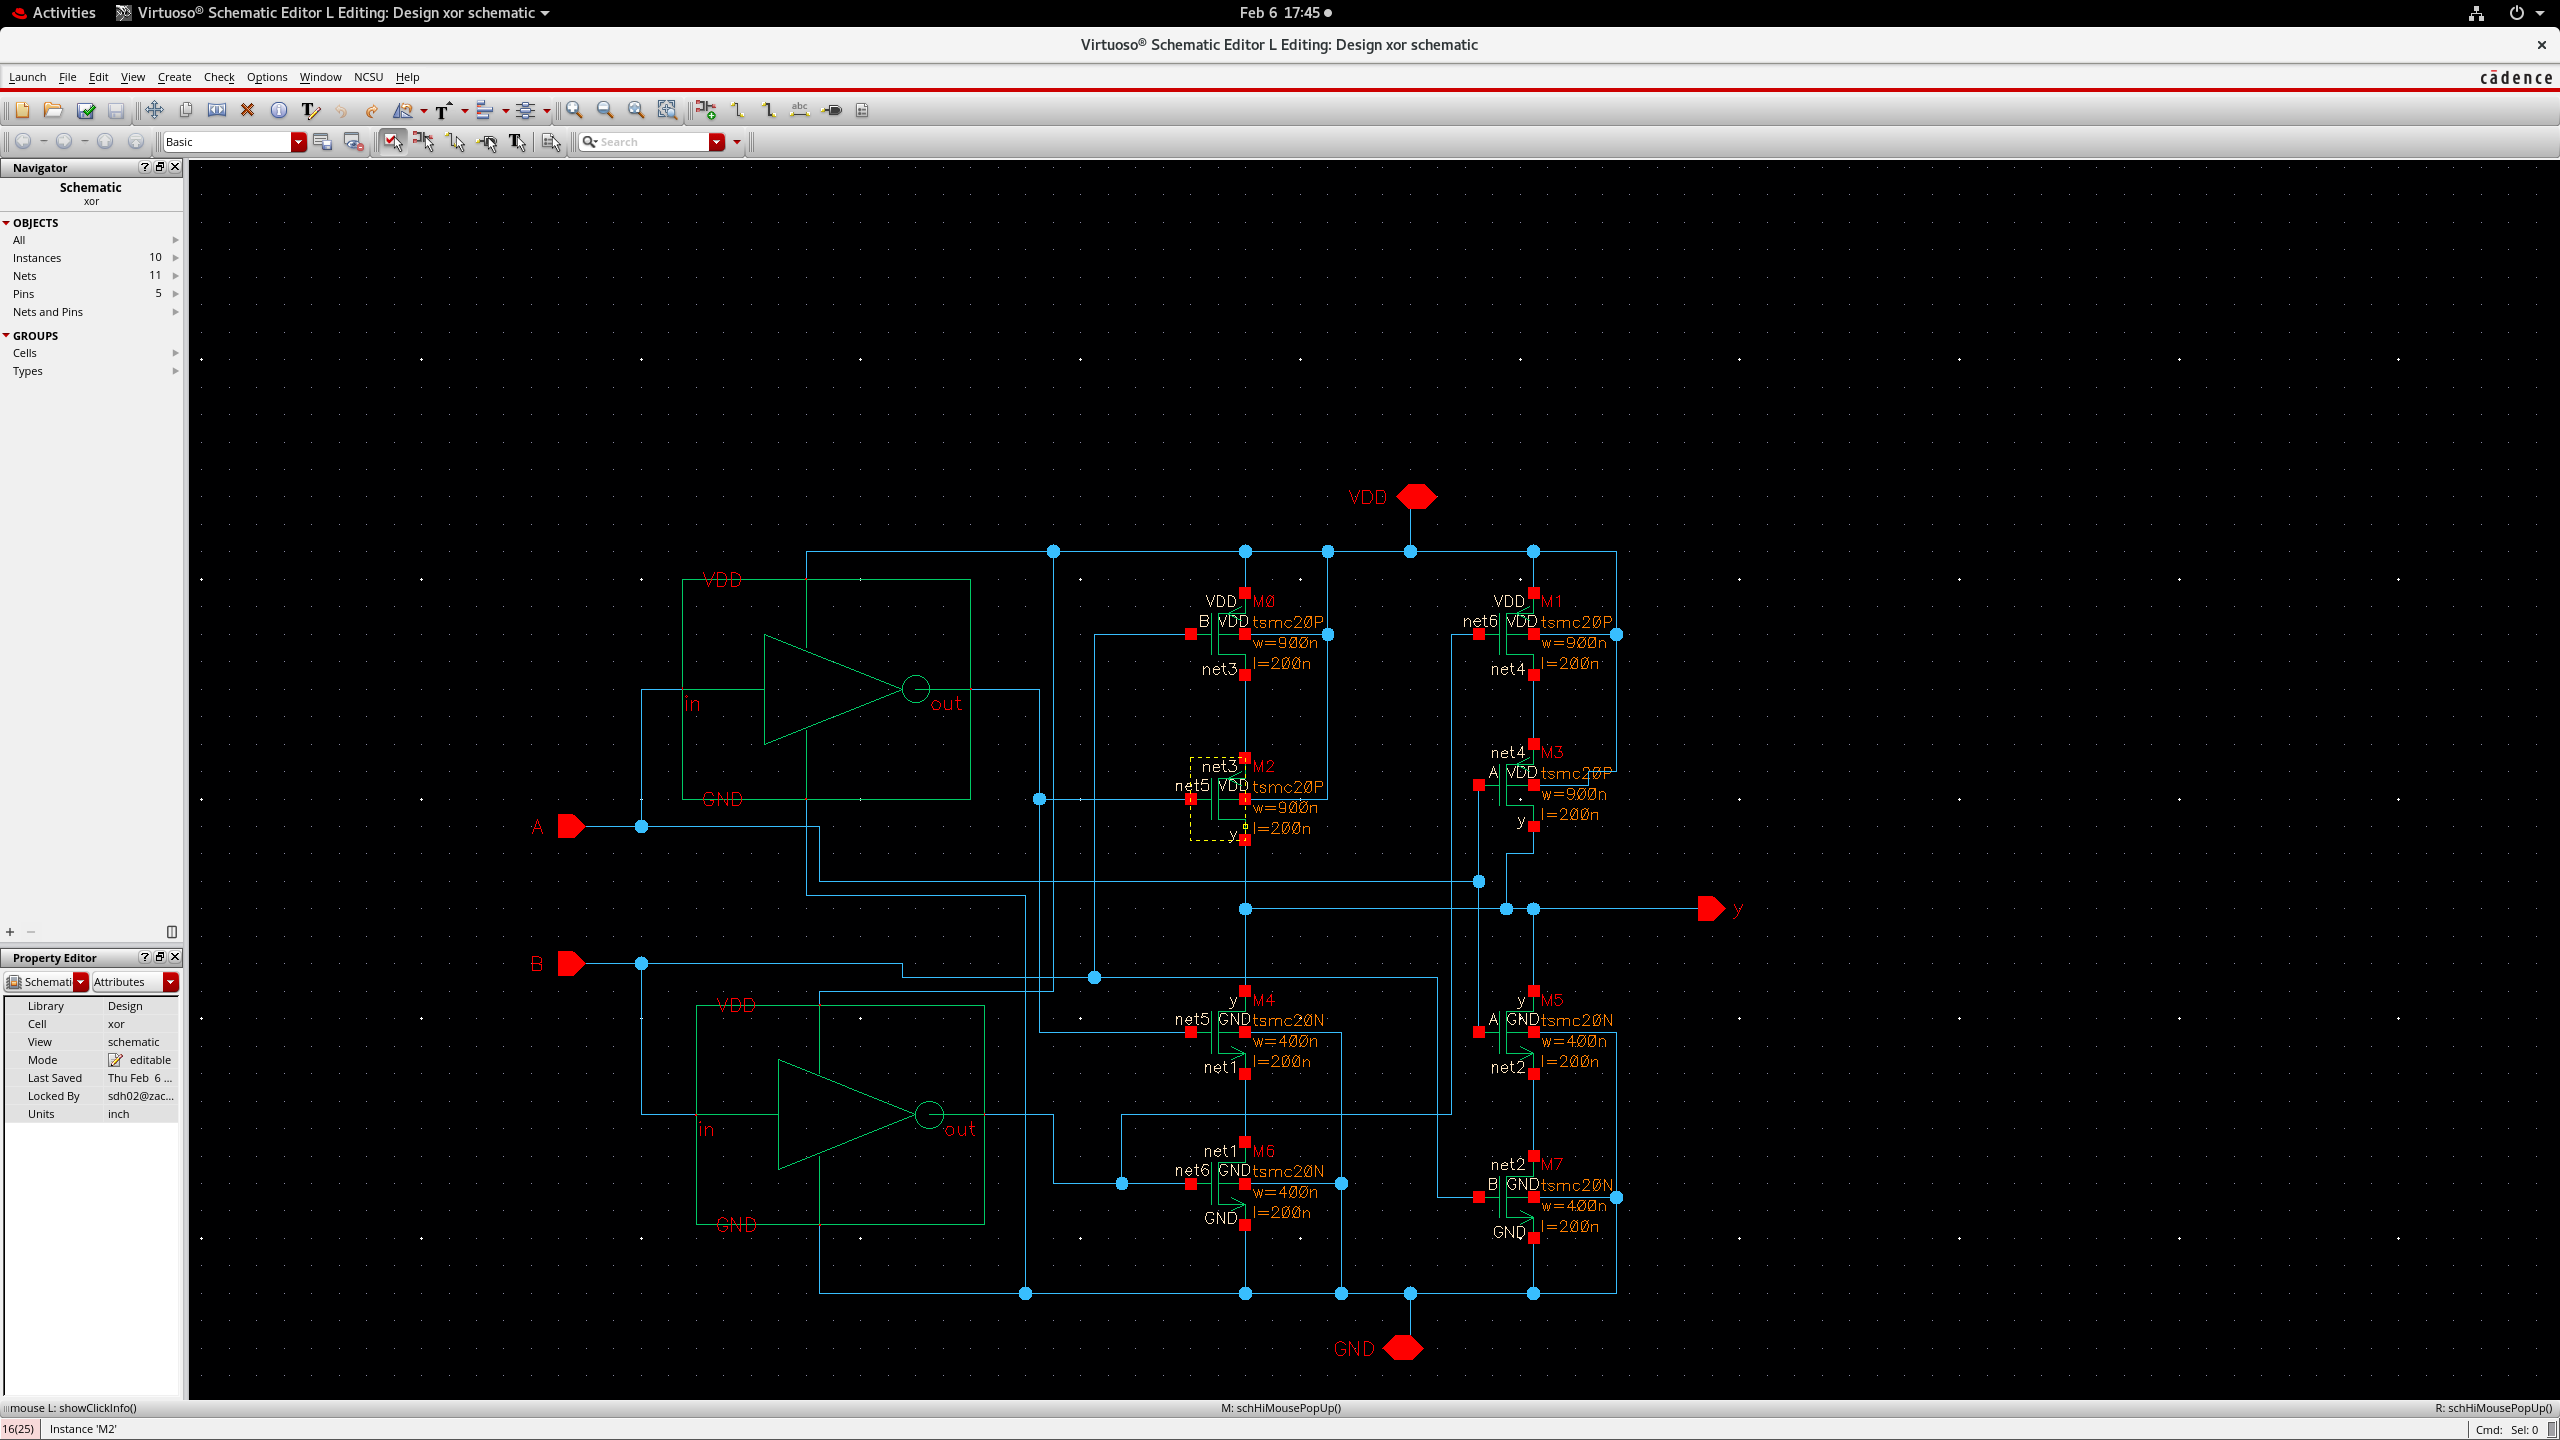 Activities Virtuoso® Schematic Editor L Editing: Design xor schematic Feb 6 17:45
Virtuoso® Schematic Editor L Editing: Design xor schematic
Launch File Edit View Create Check Options Window NCSU Help cādence
abc
Basic Search
Navigator
Schematic
xor
OBJECTS
All
Instances 10
Nets 11
Pins 5
Nets and Pins
GROUPS
Cells
Types
Property Editor
Schemati Attributes
Library Design
Cell xor
View schematic
Mode editable
Last Saved Thu Feb 6 ...
Locked By sdh02@zac...
Units inch
VDD
VDD
in
out
GND
A
B
VDD
in
out
GND
VDD M0
B VDD tsmc20P
w=900n
net3 l=200n
VDD M1
net6 VDD tsmc20P
w=900n
net4 l=200n
net3 M2
net5 VDD tsmc20P
w=900n
y l=200n
net4 M3
A VDD tsmc20P
w=900n
y l=200n
y
y M4
net5 GND tsmc20N
w=400n
net1 l=200n
y M5
A GND tsmc20N
w=400n
net2 l=200n
net1 M6
net6 GND tsmc20N
w=400n
GND l=200n
net2 M7
B GND tsmc20N
w=400n
GND l=200n
GND
mouse L: showClickInfo() M: schHiMousePopUp() R: schHiMousePopUp()
16(25) Instance 'M2' Cmd: Sel: 0